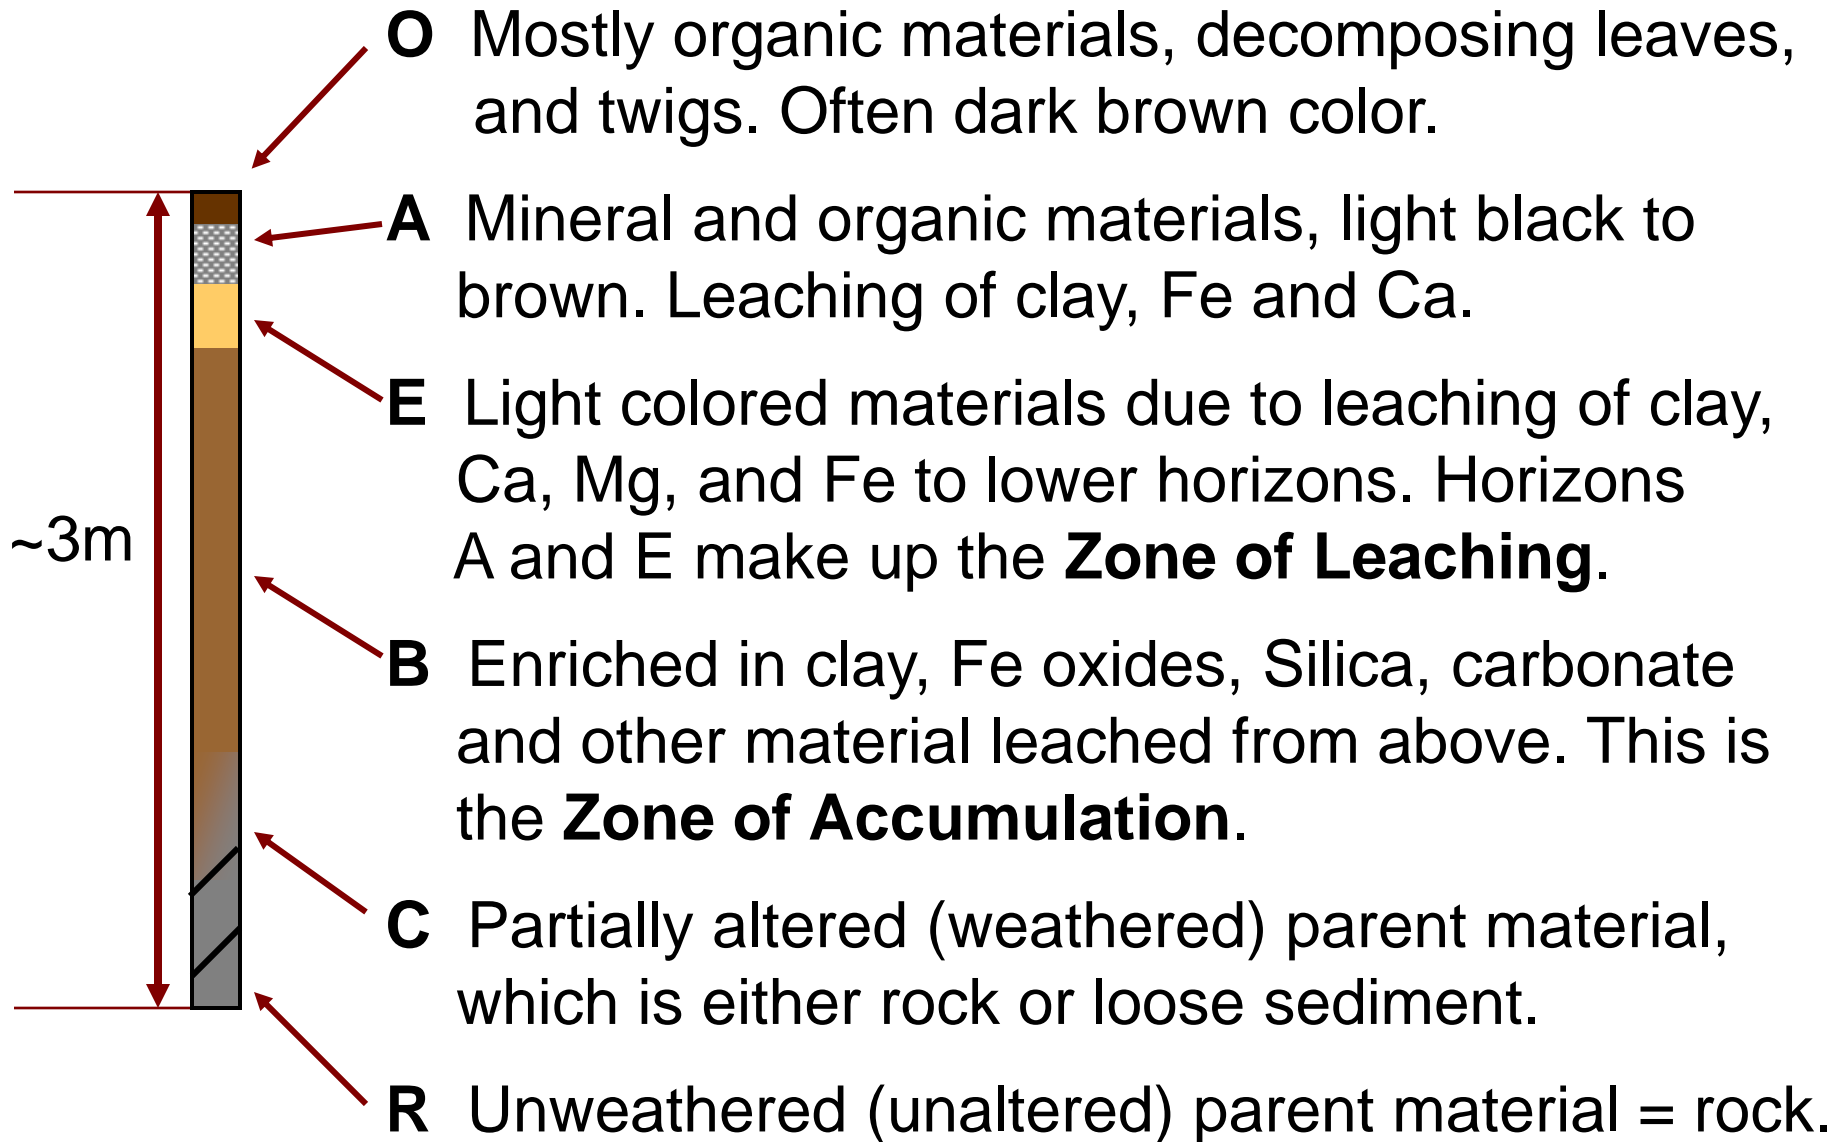 O Mostly organic materials, decomposing leaves,
and twigs. Often dark brown color.
A Mineral and organic materials, light black to
brown. Leaching of clay, Fe and Ca.
E Light colored materials due to leaching of clay,
Ca, Mg, and Fe to lower horizons. Horizons
A and E make up the Zone of Leaching.
~3m
B Enriched in clay, Fe oxides, Silica, carbonate
and other material leached from above. This is
the Zone of Accumulation.
C Partially altered (weathered) parent material,
which is either rock or loose sediment.
R Unweathered (unaltered) parent material = rock.